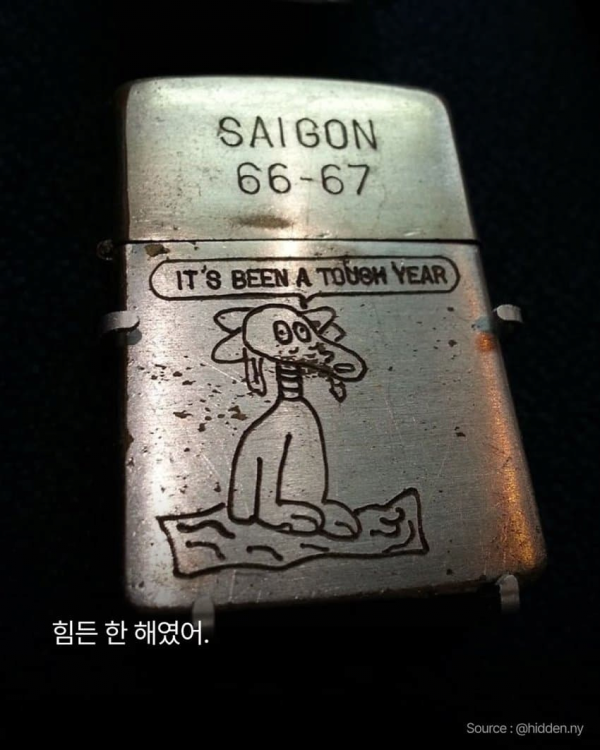 SAIGON
66-67
IT'S BEEN A TOUGH YEAR
힘든 한 해였어.
Source : @hidden.ny